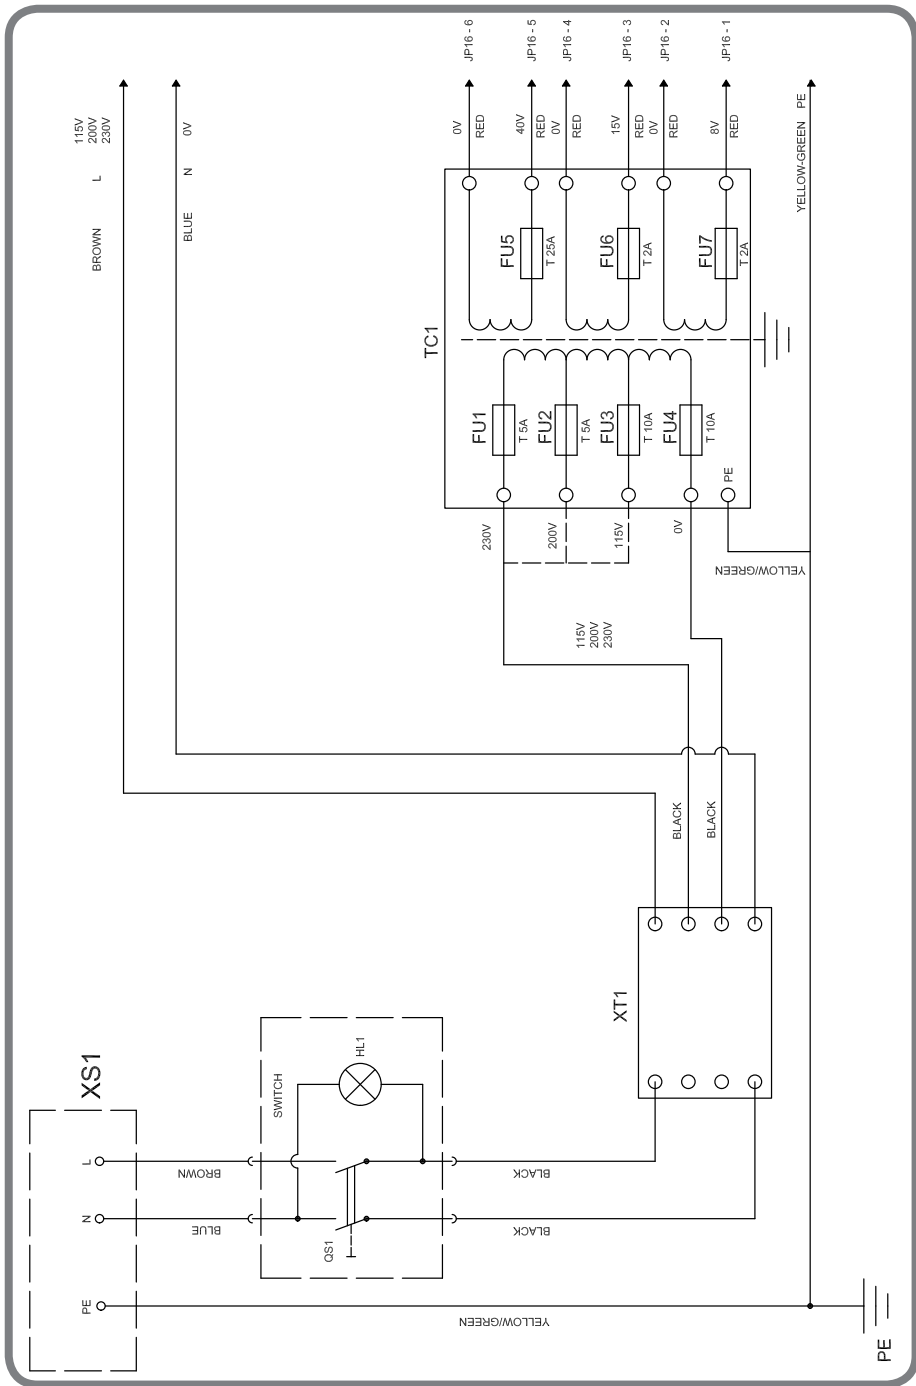 XS1
PE
N
L
YELLOW/GREEN
BLUE
BROWN
SWITCH
QS1
HL1
BLACK
BLACK
PE
XT1
BLACK
BLACK
115V
200V
230V
BROWN
L
115V
200V
230V
BLUE
N
0V
TC1
230V
200V
115V
0V
PE
YELLOW/GREEN
FU1
T 5A
FU2
T 5A
FU3
T 10A
FU4
T 10A
FU5
T 25A
FU6
T 2A
FU7
T 2A
0V
RED
JP16 - 6
40V
RED
JP16 - 5
0V
RED
JP16 - 4
15V
RED
JP16 - 3
0V
RED
JP16 - 2
8V
RED
JP16 - 1
YELLOW-GREEN PE